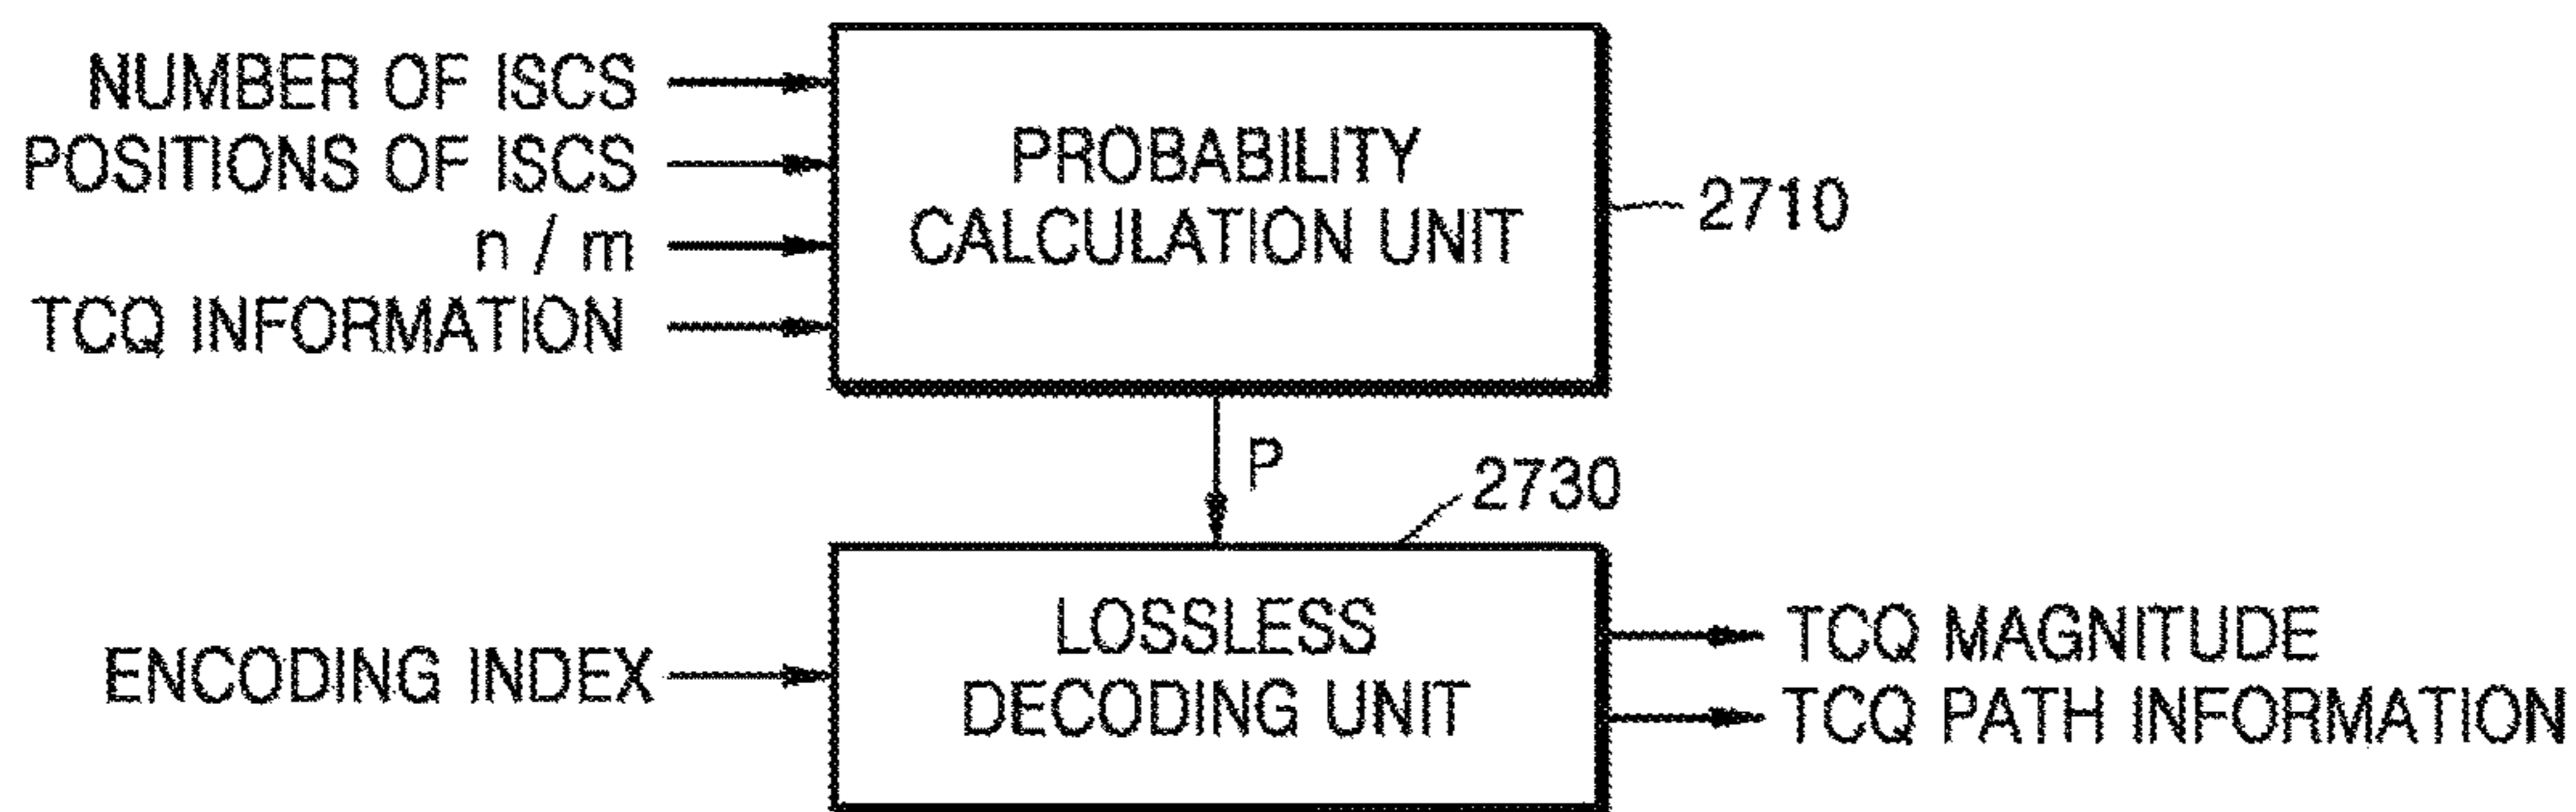 NUMBER OF ISCS
POSITIONS OF ISCS
n / m
TCQ INFORMATION
PROBABILITY
CALCULATION UNIT
2710
P
2730
ENCODING INDEX
LOSSLESS
DECODING UNIT
TCQ MAGNITUDE
TCQ PATH INFORMATION